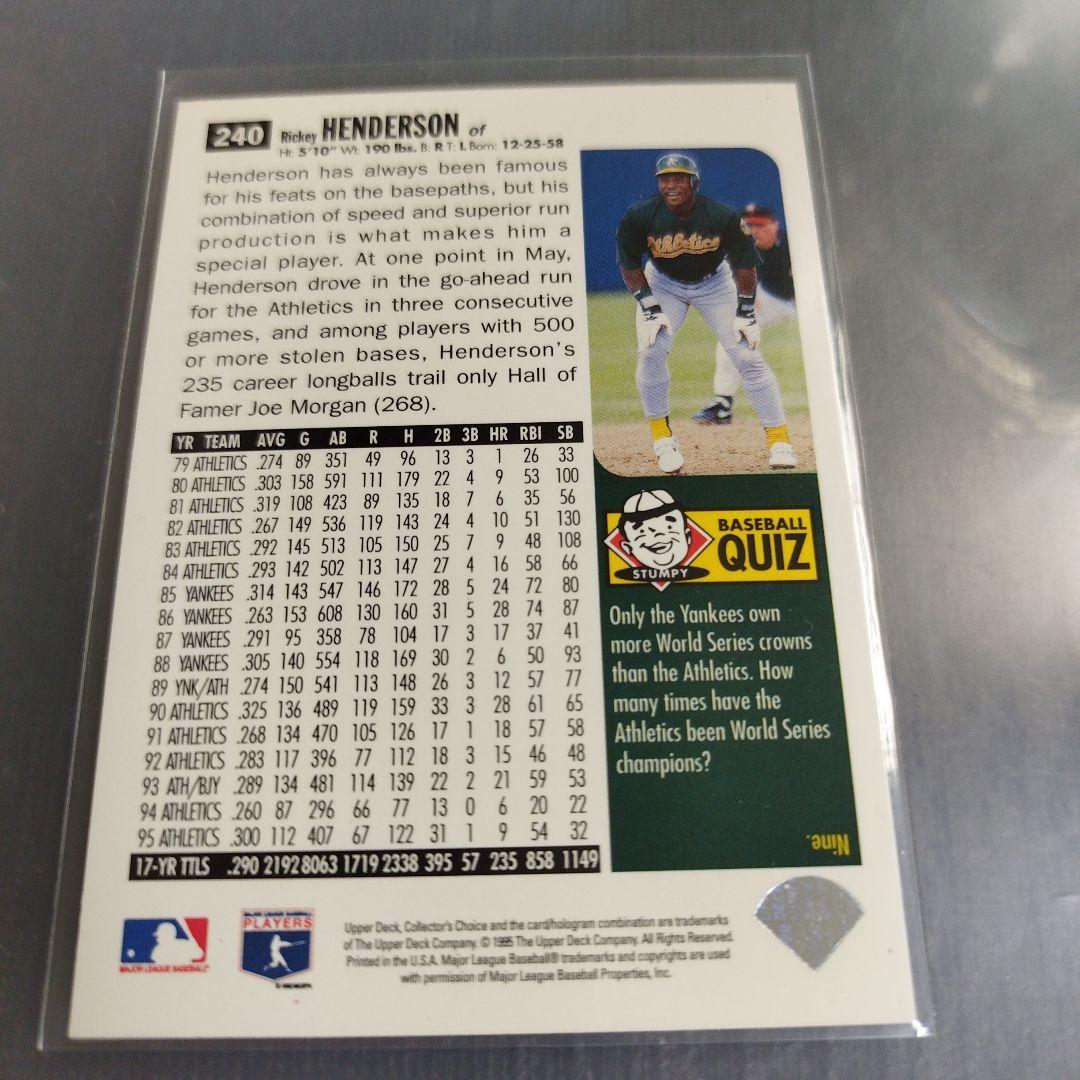 240 Rickey HENDERSON of
Ht: 5'10" Wt: 190 lbs. B: R T: L Born: 12-25-58
Henderson has always been famous
for his feats on the basepaths, but his
combination of speed and superior run
production is what makes him a
special player. At one point in May,
Henderson drove in the go-ahead run
for the Athletics in three consecutive
games, and among players with 500
or more stolen bases, Henderson's
235 career longballs trail only Hall of
Famer Joe Morgan (268).
YR TEAM AVG G AB R H 2B 3B HR RBI SB
79 ATHLETICS .274 89 351 49 96 13 3 1 26 33
80 ATHLETICS .303 158 591 111 179 22 4 9 53 100
81 ATHLETICS .319 108 423 89 135 18 7 6 35 56
82 ATHLETICS .267 149 536 119 143 24 4 10 51 130
83 ATHLETICS .292 145 513 105 150 25 7 9 48 108
84 ATHLETICS .293 142 502 113 147 27 4 16 58 66
85 YANKEES .314 143 547 146 172 28 5 24 72 80
86 YANKEES .263 153 608 130 160 31 5 28 74 87
87 YANKEES .291 95 358 78 104 17 3 17 37 41
88 YANKEES .305 140 554 118 169 30 2 6 50 93
89 YNK/ATH .274 150 541 113 148 26 3 12 57 77
90 ATHLETICS .325 136 489 119 159 33 3 28 61 65
91 ATHLETICS .268 134 470 105 126 17 1 18 57 58
92 ATHLETICS .283 117 396 77 112 18 3 15 46 48
93 ATH/BJY .289 134 481 114 139 22 2 21 59 53
94 ATHLETICS .260 87 296 66 77 13 0 6 20 22
95 ATHLETICS .300 112 407 67 122 31 1 9 54 32
17-YR TTLS .290 2192 8063 1719 2338 395 57 235 858 1149
Athletics
STUMPY
BASEBALL
QUIZ
Only the Yankees own
more World Series crowns
than the Athletics. How
many times have the
Athletics been World Series
champions?
Nine.
MAJOR LEAGUE BASEBALL
MAJOR LEAGUE BASEBALL
PLAYERS
Upper Deck, Collector's Choice and the card/hologram combination are trademarks
of The Upper Deck Company. © 1995 The Upper Deck Company. All Rights Reserved.
Printed in the U.S.A. Major League Baseball® trademarks and copyrights are used
with permission of Major League Baseball Properties, Inc.